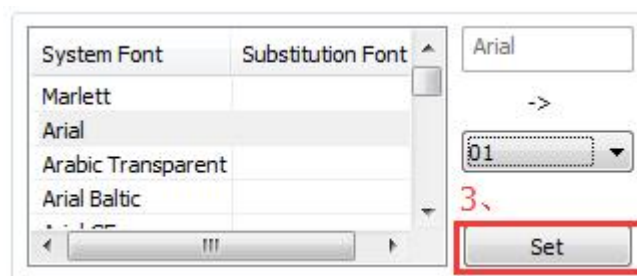 System Font Substitution Font
Marlett
Arial
Arabic Transparent
Arial Baltic
Arial
->
01
3、
Set